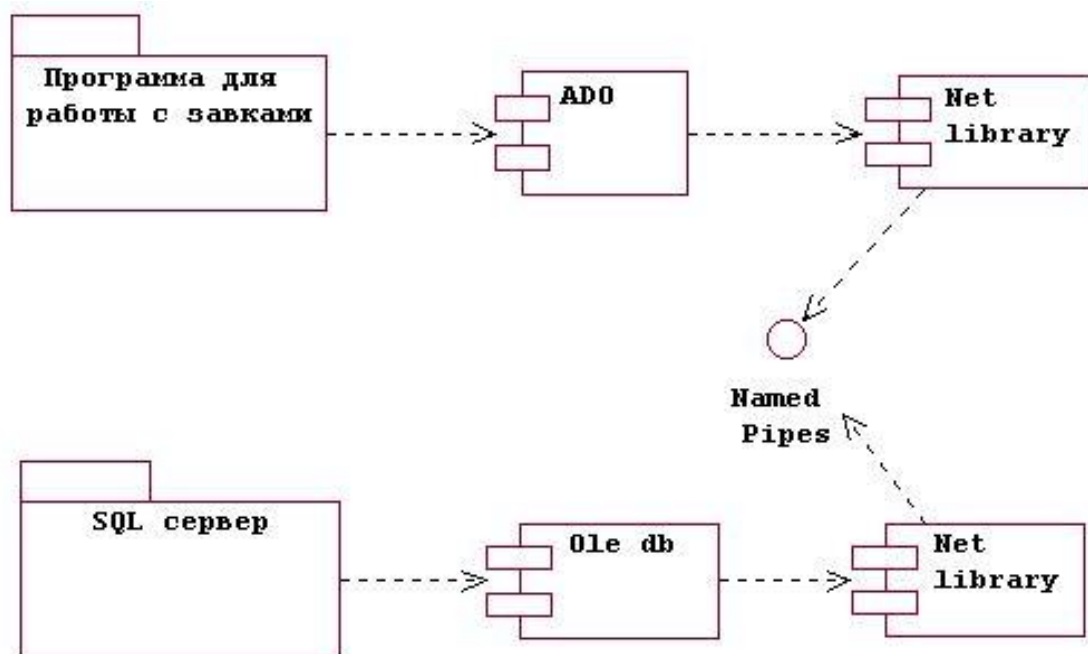 Программа для
работы с завками
ADO
Net
library
Named
Pipes
SQL сервер
Ole db
Net
library